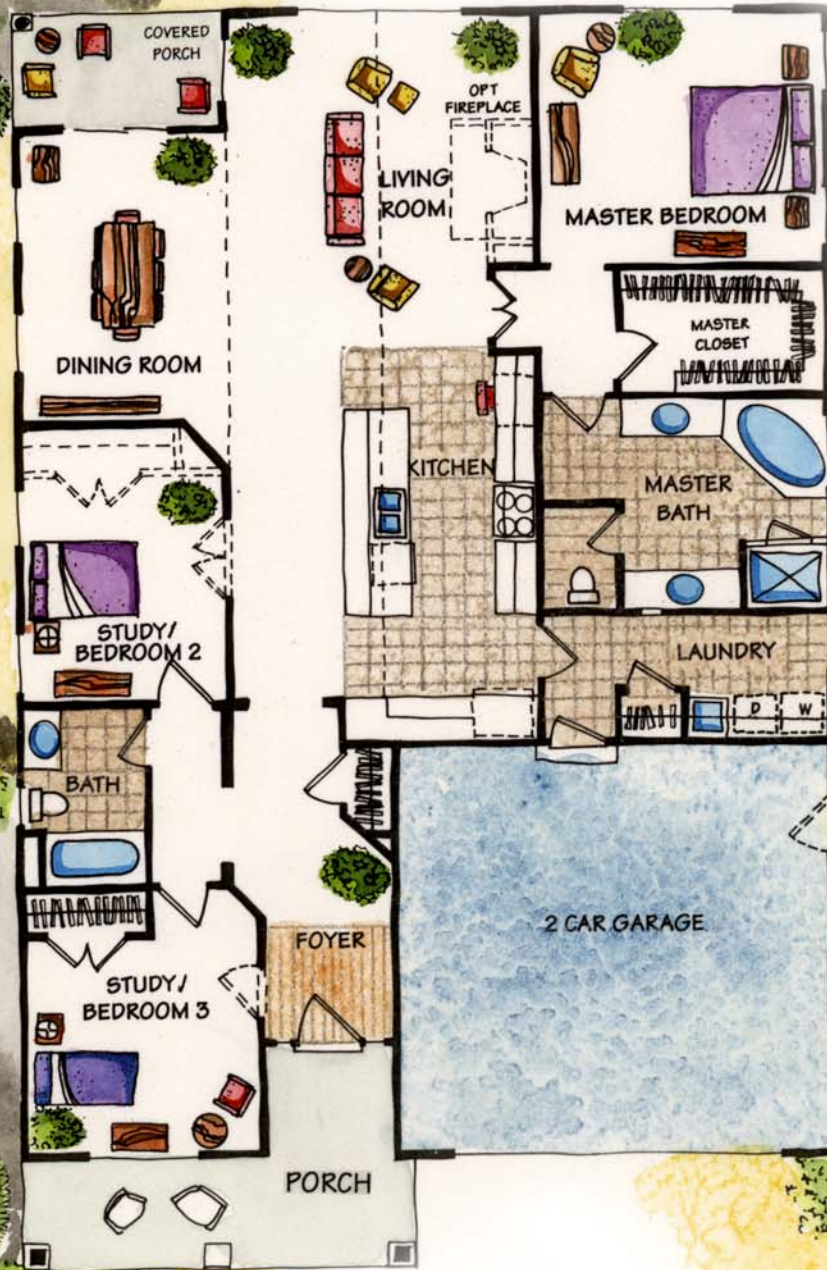 COVERED
PORCH
OPT
FIREPLACE
LIVING
ROOM
MASTER BEDROOM
DINING ROOM
MASTER
CLOSET
KITCHEN
MASTER
BATH
STUDY/
BEDROOM 2
LAUNDRY
D
W
BATH
2 CAR GARAGE
FOYER
STUDY/
BEDROOM 3
PORCH